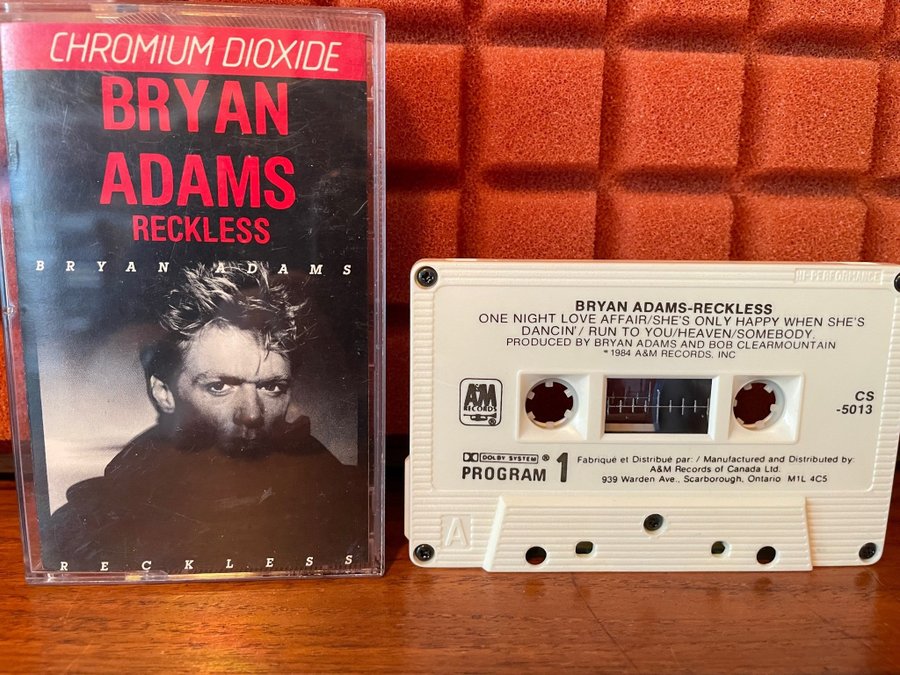 CHROMIUM DIOXIDE
BRYAN
ADAMS
RECKLESS
BRYAN ADAMS
RECKLESS
HI-PERFORMANCE
BRYAN ADAMS-RECKLESS
ONE NIGHT LOVE AFFAIR/SHE'S ONLY HAPPY WHEN SHE'S
DANCIN'/ RUN TO YOU/HEAVEN/SOMEBODY.
PRODUCED BY BRYAN ADAMS AND BOB CLEARMOUNTAIN
℗1984 A&M RECORDS, INC
A&M
RECORDS
CS
-5013
DOLBY SYSTEM ®
PROGRAM 1
Fabriqué et Distribué par: / Manufactured and Distributed by:
A&M Records of Canada Ltd.
939 Warden Ave., Scarborough, Ontario M1L 4C5
A